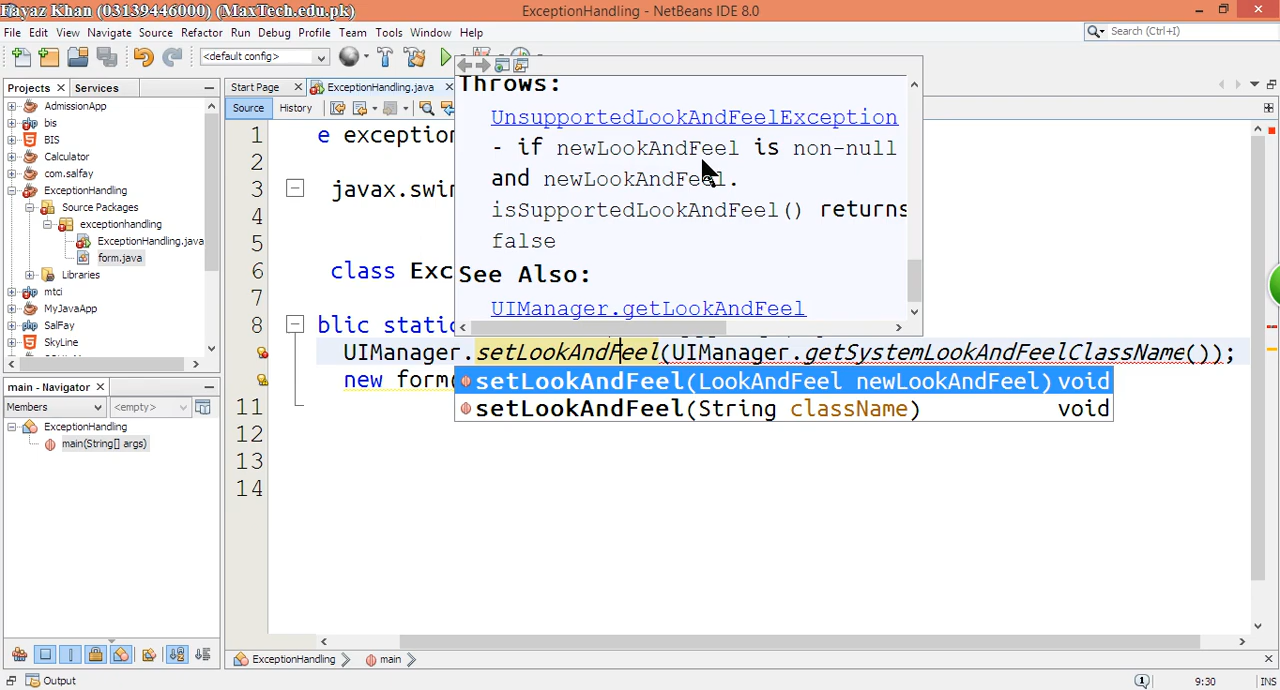 Fayaz Khan (03139446000) (MaxTech.edu.pk)
ExceptionHandling - NetBeans IDE 8.0
File Edit View Navigate Source Refactor Run Debug Profile Team Tools Window Help
Search (Ctrl+I)
<default config>
Projects Services
Start Page ExceptionHandling.java
Source History
AdmissionApp
bis
BIS
Calculator
com.salfay
ExceptionHandling
Source Packages
exceptionhandling
ExceptionHandling.java
form.java
Libraries
mtci
MyJavaApp
SalFay
SkyLine
main - Navigator
Members <empty>
ExceptionHandling
main(String[] args)
1 e exception
2
3 javax.swin
4
5
6 class Exc
7
8 blic static
UIManager.setLookAndFeel(UIManager.getSystemLookAndFeelClassName());
new form(
11
12
13
14
Throws:
UnsupportedLookAndFeelException
- if newLookAndFeel is non-null
and newLookAndFeel.
isSupportedLookAndFeel() returns
false
See Also:
UIManager.getLookAndFeel
setLookAndFeel(LookAndFeel newLookAndFeel) void
setLookAndFeel(String className) void
ExceptionHandling main
Output
1 9:30 INS